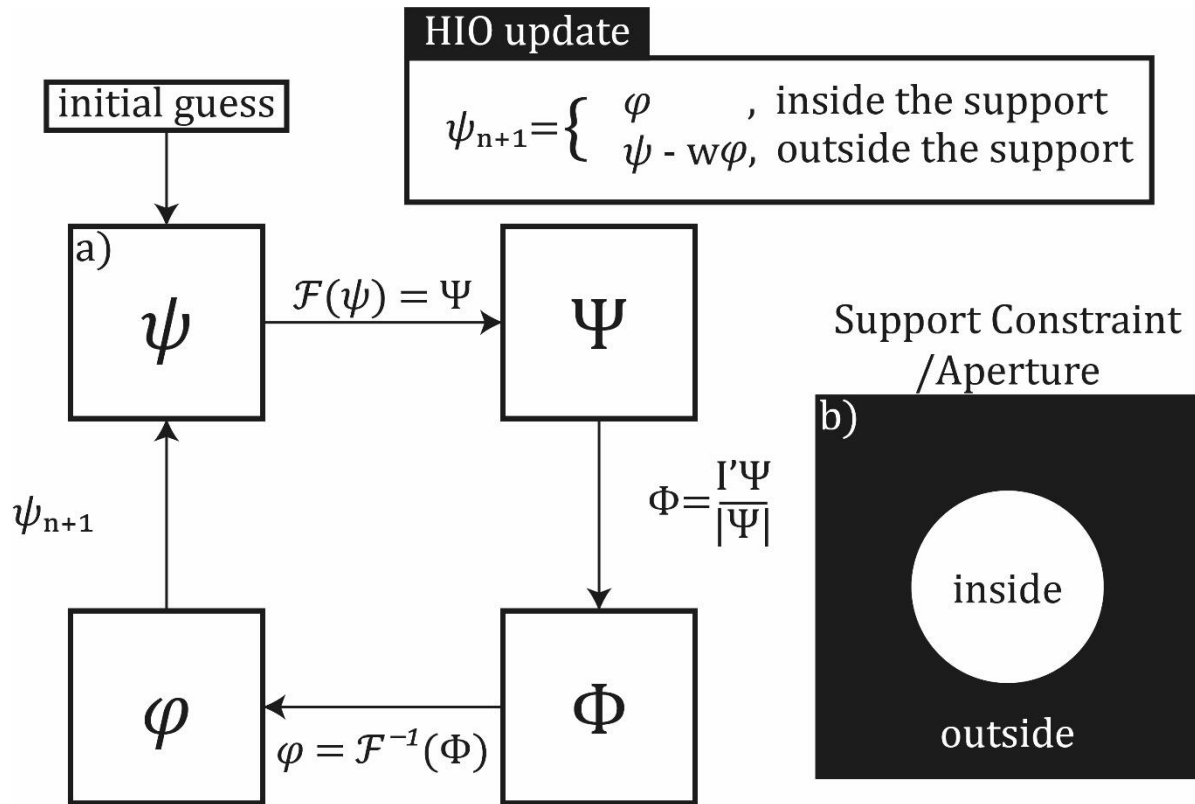 HIO update
ψₙ₊₁={ φ , inside the support
ψ - wφ, outside the support
initial guess
a)
ψ
ℱ(ψ) = Ψ
Ψ
Support Constraint
/Aperture
b)
inside
outside
Φ=I’Ψ/|Ψ|
ψₙ₊₁
φ
φ = ℱ⁻¹(Φ)
Φ